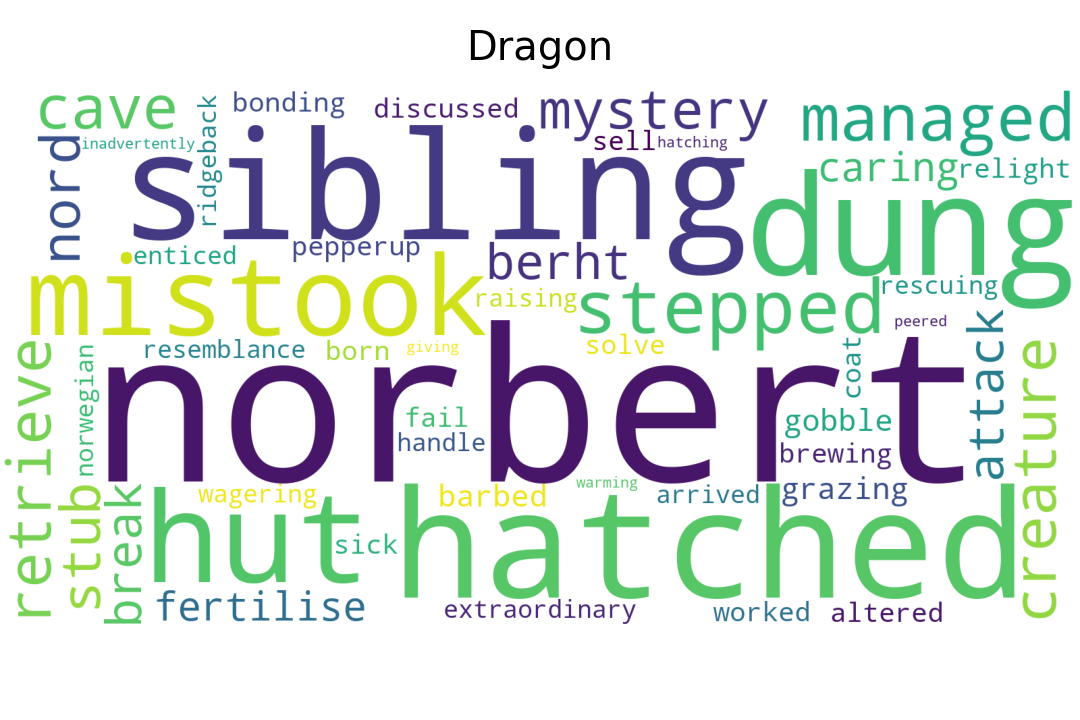 Dragon
cave
ridgeback
bonding
discussed
mystery
managed
nord
inadvertently
sibling
sell
hatching
caring
relight
dung
enticed
pepperup
berht
mistook
raising
stepped
rescuing
peered
attack
retrieve
norwegian
resemblance
born
giving
solve
coat
creature
norbert
fail
handle
gobble
brewing
stub
break
wagering
barbed
warming
arrived
grazing
hut
sick
hatched
fertilise
extraordinary
worked
altered